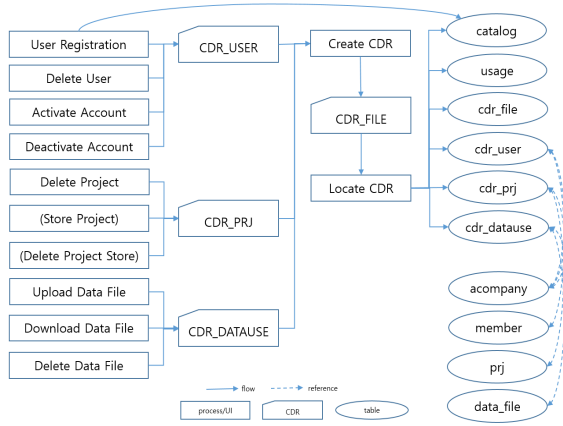 User Registration
Delete User
Activate Account
Deactivate Account
Delete Project
(Store Project)
(Delete Project Store)
Upload Data File
Download Data File
Delete Data File
CDR_USER
CDR_PRJ
CDR_DATAUSE
Create CDR
CDR_FILE
Locate CDR
catalog
usage
cdr_file
cdr_user
cdr_prj
cdr_datause
acompany
member
prj
data_file
flow
reference
process/UI
CDR
table